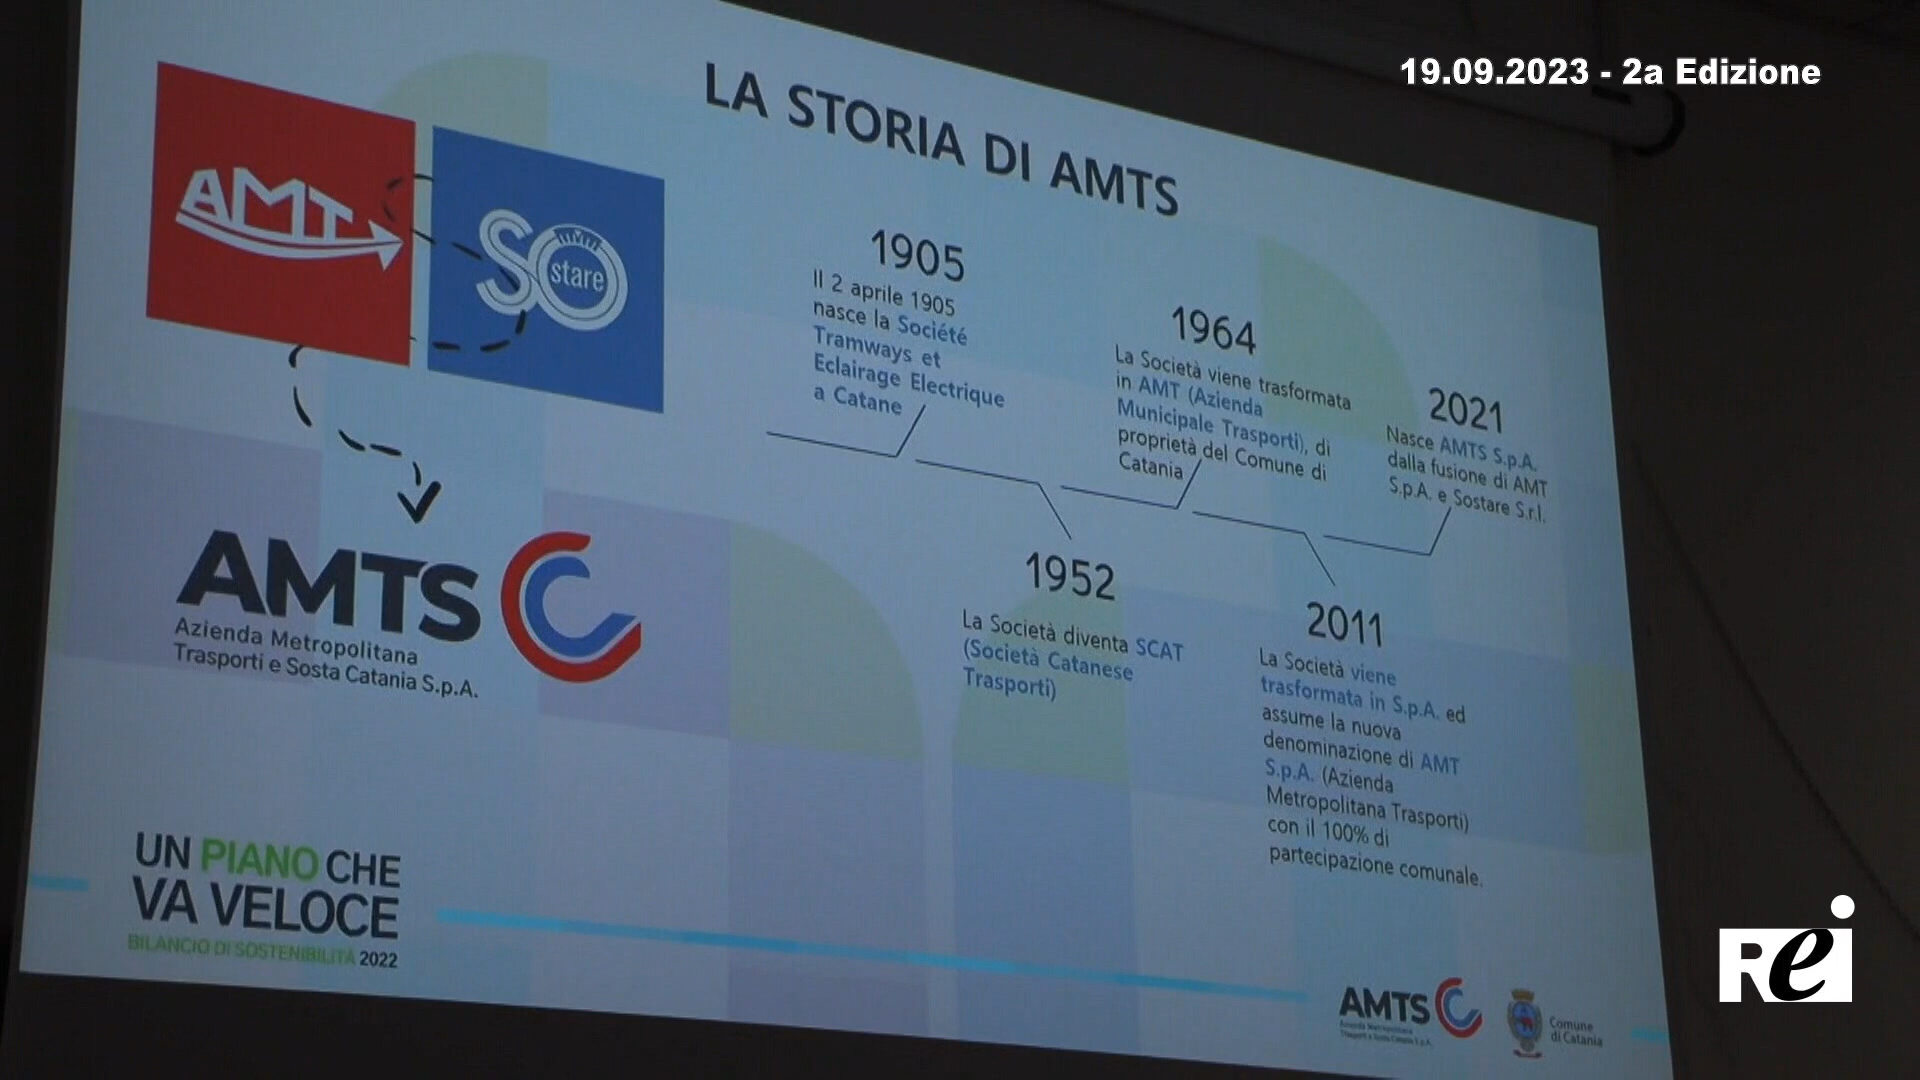 19.09.2023 - 2a Edizione
LA STORIA DI AMTS
AMT
SO
stare
AMTS
Azienda Metropolitana
Trasporti e Sosta Catania S.p.A.
1905
Il 2 aprile 1905
nasce la Société
Tramways et
Eclairage Electrique
a Catane
1952
La Società diventa SCAT
(Società Catanese
Trasporti)
1964
La Società viene trasformata
in AMT (Azienda
Municipale Trasporti), di
proprietà del Comune di
Catania
2011
La Società viene
trasformata in S.p.A. ed
assume la nuova
denominazione di AMT
S.p.A. (Azienda
Metropolitana Trasporti)
con il 100% di
partecipazione comunale.
2021
Nasce AMTS S.p.A.
dalla fusione di AMT
S.p.A. e Sostare S.r.l.
UN PIANO CHE
VA VELOCE
BILANCIO DI SOSTENIBILITÀ 2022
AMTS
Azienda Metropolitana
Trasporti e Sosta Catania S.p.A.
Comune
di Catania
Rei